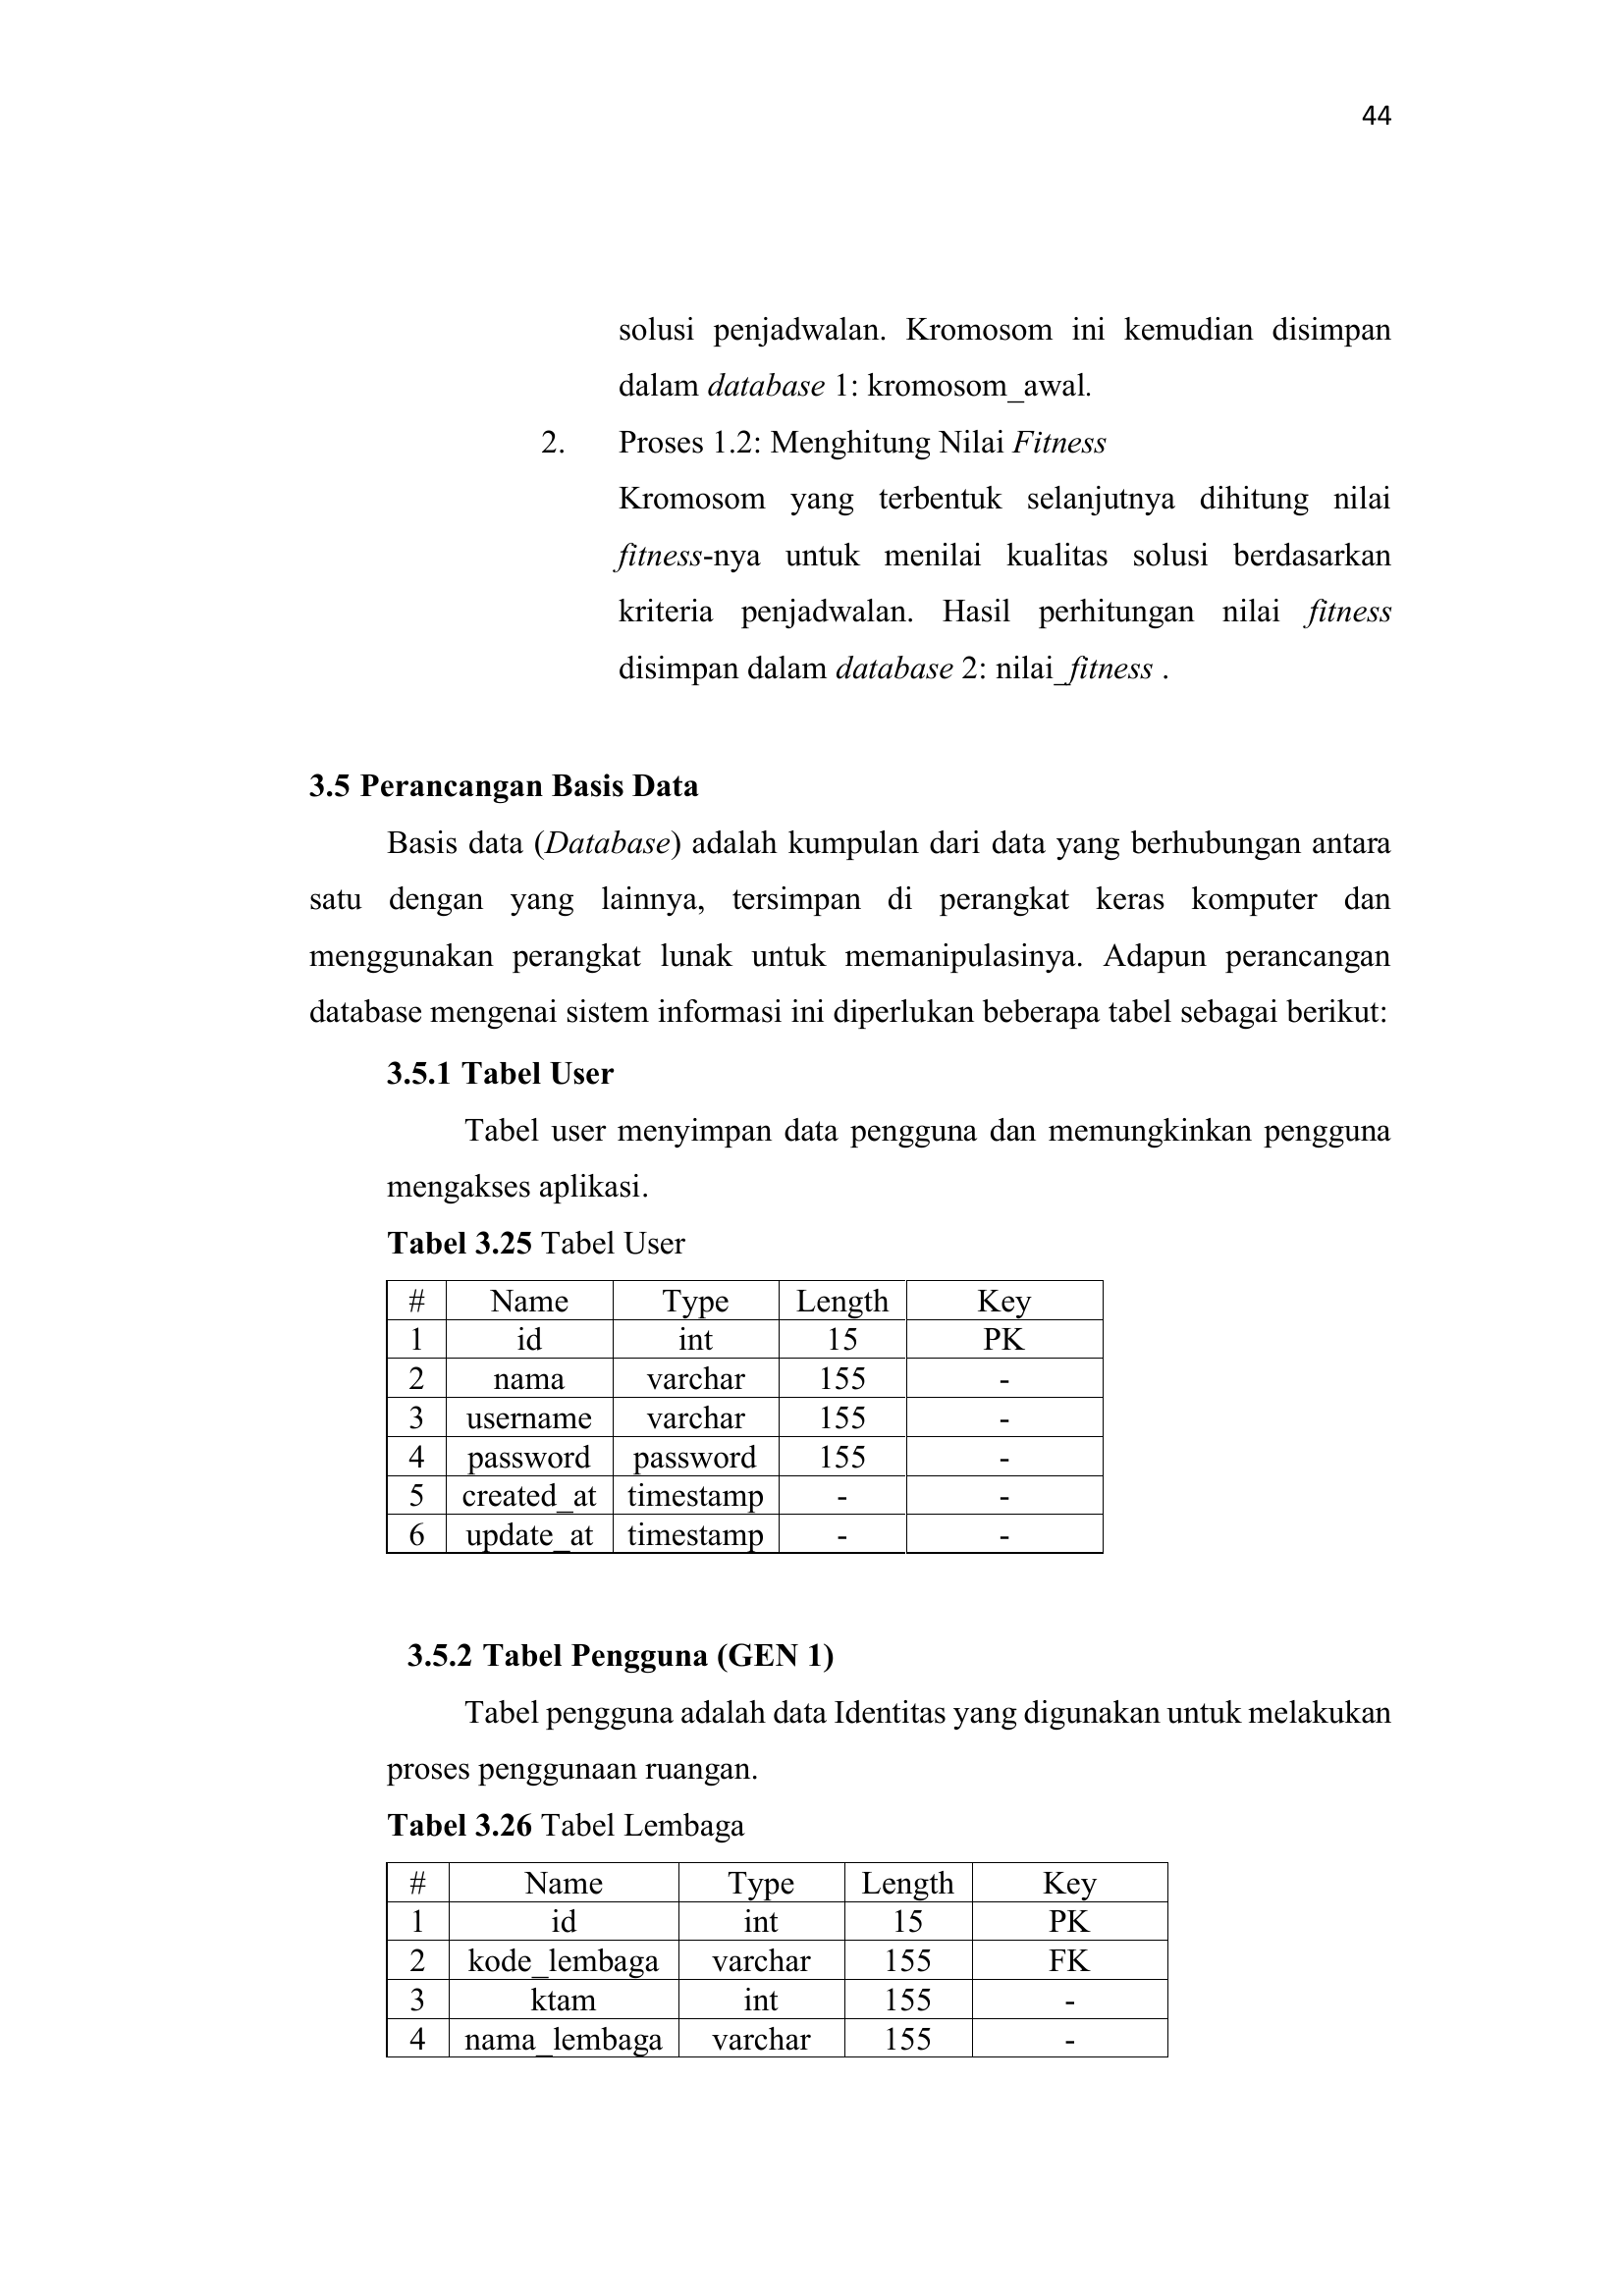 44
solusi penjadwalan. Kromosom ini kemudian disimpan
dalam database 1: kromosom_awal.
2. Proses 1.2: Menghitung Nilai Fitness
Kromosom yang terbentuk selanjutnya dihitung nilai
fitness-nya untuk menilai kualitas solusi berdasarkan
kriteria penjadwalan. Hasil perhitungan nilai fitness
disimpan dalam database 2: nilai_fitness .
3.5 Perancangan Basis Data
Basis data (Database) adalah kumpulan dari data yang berhubungan antara
satu dengan yang lainnya, tersimpan di perangkat keras komputer dan
menggunakan perangkat lunak untuk memanipulasinya. Adapun perancangan
database mengenai sistem informasi ini diperlukan beberapa tabel sebagai berikut:
3.5.1 Tabel User
Tabel user menyimpan data pengguna dan memungkinkan pengguna
mengakses aplikasi.
Tabel 3.25 Tabel User
# Name Type Length Key
1 id int 15 PK
2 nama varchar 155 -
3 username varchar 155 -
4 password password 155 -
5 created_at timestamp - -
6 update_at timestamp - -
3.5.2 Tabel Pengguna (GEN 1)
Tabel pengguna adalah data Identitas yang digunakan untuk melakukan
proses penggunaan ruangan.
Tabel 3.26 Tabel Lembaga
# Name Type Length Key
1 id int 15 PK
2 kode_lembaga varchar 155 FK
3 ktam int 155 -
4 nama_lembaga varchar 155 -